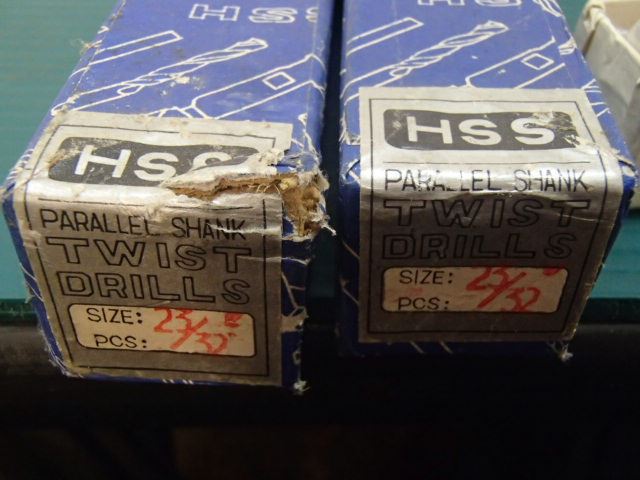 HSS
HSS
PARALLEL SHANK
TWIST
DRILLS
SIZE: 23/32"
PCS:
HS
HSS
PARALLEL SHANK
TWIST
DRILLS
SIZE: 23/32"
PCS: